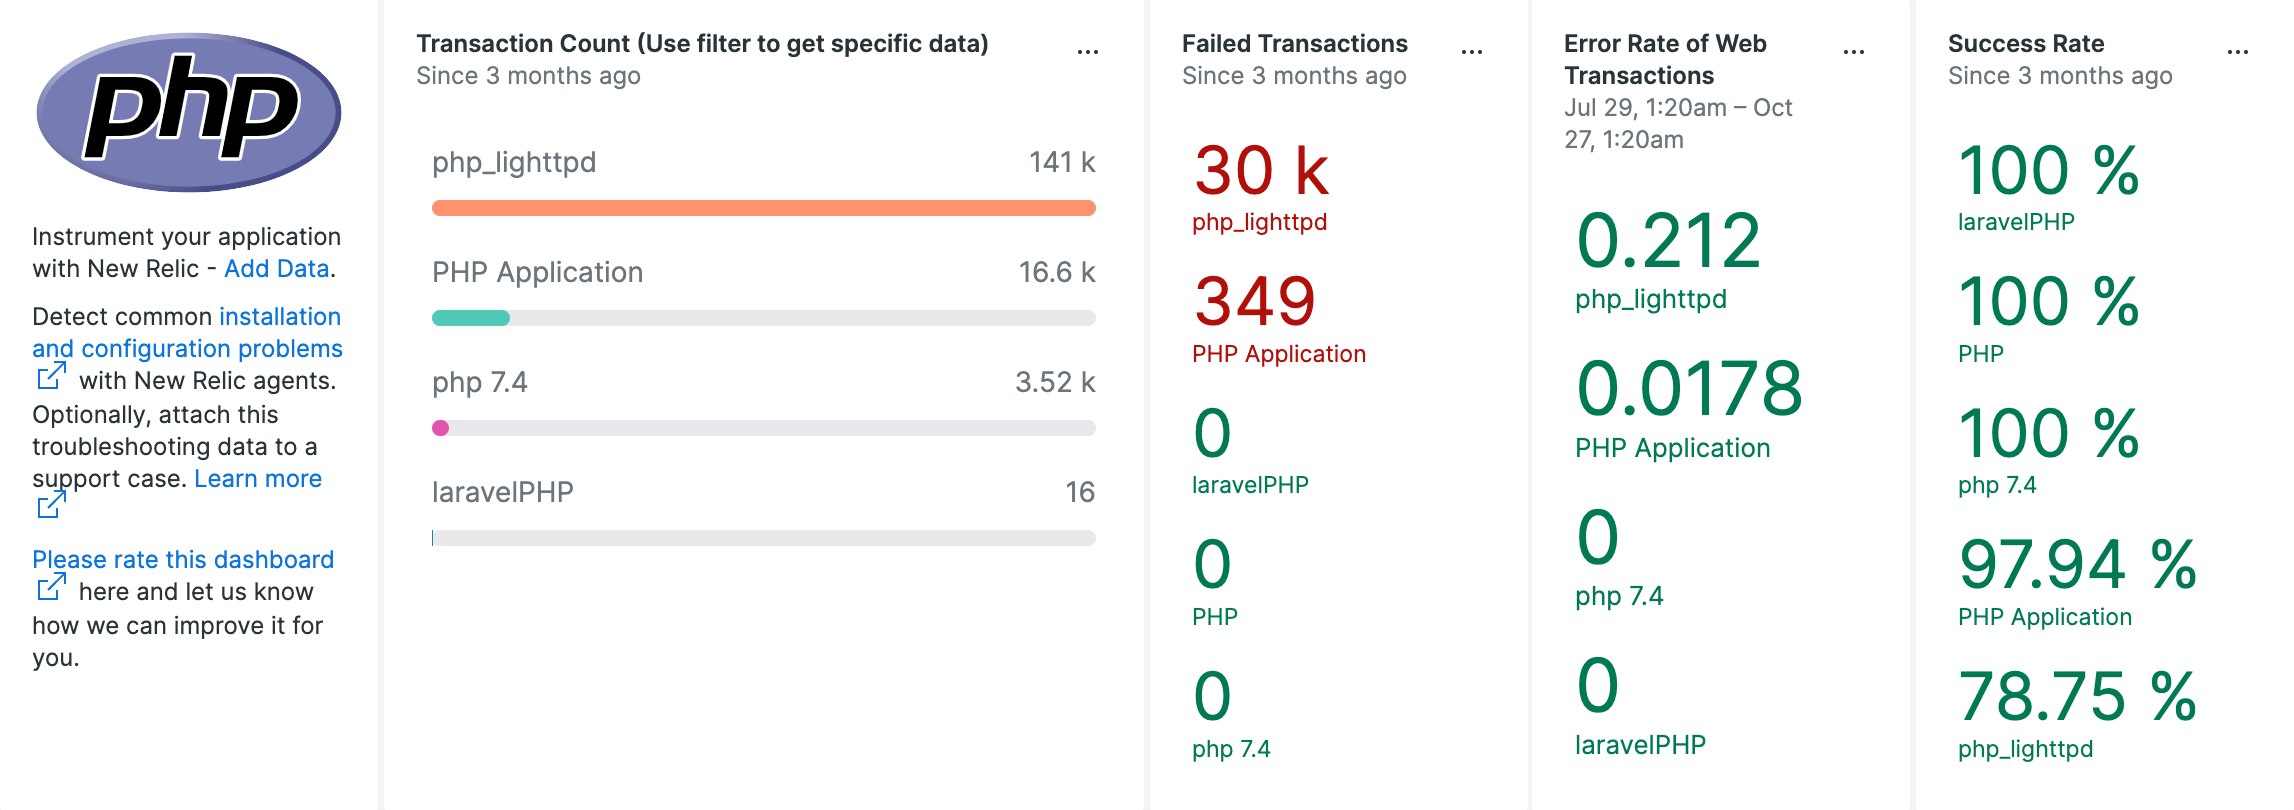 php
Instrument your application
with New Relic - Add Data.
Detect common installation
and configuration problems
with New Relic agents.
Optionally, attach this
troubleshooting data to a
support case. Learn more
Please rate this dashboard
here and let us know
how we can improve it for
you.
Transaction Count (Use filter to get specific data)
...
Since 3 months ago
php_lighttpd 141 k
PHP Application 16.6 k
php 7.4 3.52 k
laravelPHP 16
Failed Transactions
...
Since 3 months ago
30 k
php_lighttpd
349
PHP Application
0
laravelPHP
0
PHP
0
php 7.4
Error Rate of Web
...
Transactions
Jul 29, 1:20am – Oct
27, 1:20am
0.212
php_lighttpd
0.0178
PHP Application
0
php 7.4
0
laravelPHP
Success Rate
...
Since 3 months ago
100 %
laravelPHP
100 %
PHP
100 %
php 7.4
97.94 %
PHP Application
78.75 %
php_lighttpd